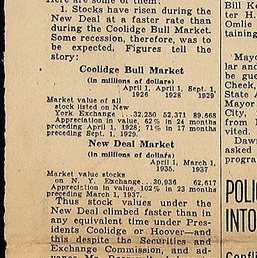 Here are some of them:
1. Stocks have risen during the
New Deal at a faster rate than
during the Coolidge Bull Market.
Some recession, therefore, was
to be expected. Figures tell the
story:
Coolidge Bull Market
(in millions of dollars)
April 1, April 1, Sept. 1,
1926 1928 1929
Market value of all
stock listed on New
York Exchange ...32,250 52,371 89,668
Appreciation in value, 62% in 24 months
preceding April 1, 1928; 71% in 17 months
preceding Sept. 1, 1929.
New Deal Market
(in millions of dollars)
April 1, March 1,
1935. 1937
Market value stocks
on N. Y. Exchange...30,936 62,617
Appreciation in value, 102% in 23 months
preceding March 1, 1937.
Thus stock values under the
New Deal climbed faster than in
any equivalent time under Presi-
dents Coolidge or Hoover—and
this despite the Securities and
Exchange Commission, and ad-
Bill
ter H.
Omlie
taining
Mayo
lar and
guests
Cheek,
State
Mayor
City,
from
vited.
Daw
asked
progra
POLI
INTO